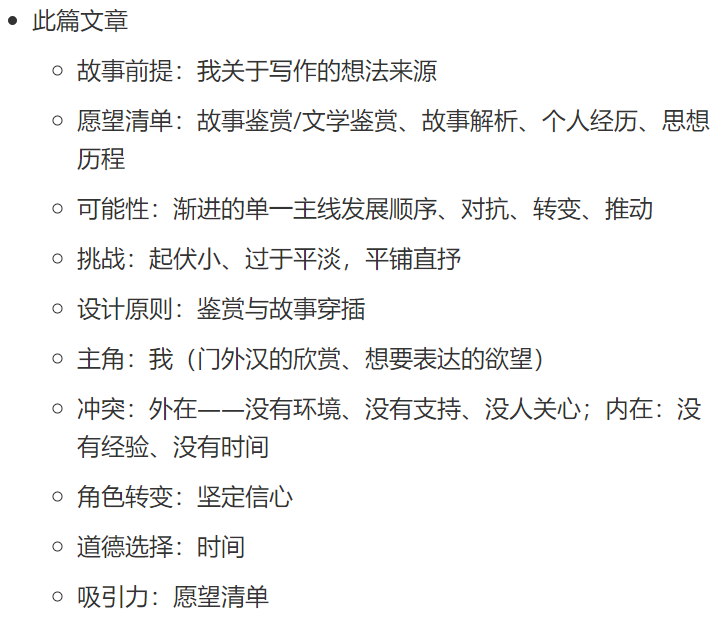 此篇文章
故事前提：我关于写作的想法来源
愿望清单：故事鉴赏/文学鉴赏、故事解析、个人经历、思想
历程
可能性：渐进的单一主线发展顺序、对抗、转变、推动
挑战：起伏小、过于平淡，平铺直抒
设计原则：鉴赏与故事穿插
主角：我（门外汉的欣赏、想要表达的欲望）
冲突：外在——没有环境、没有支持、没人关心；内在：没
有经验、没有时间
角色转变：坚定信心
道德选择：时间
吸引力：愿望清单